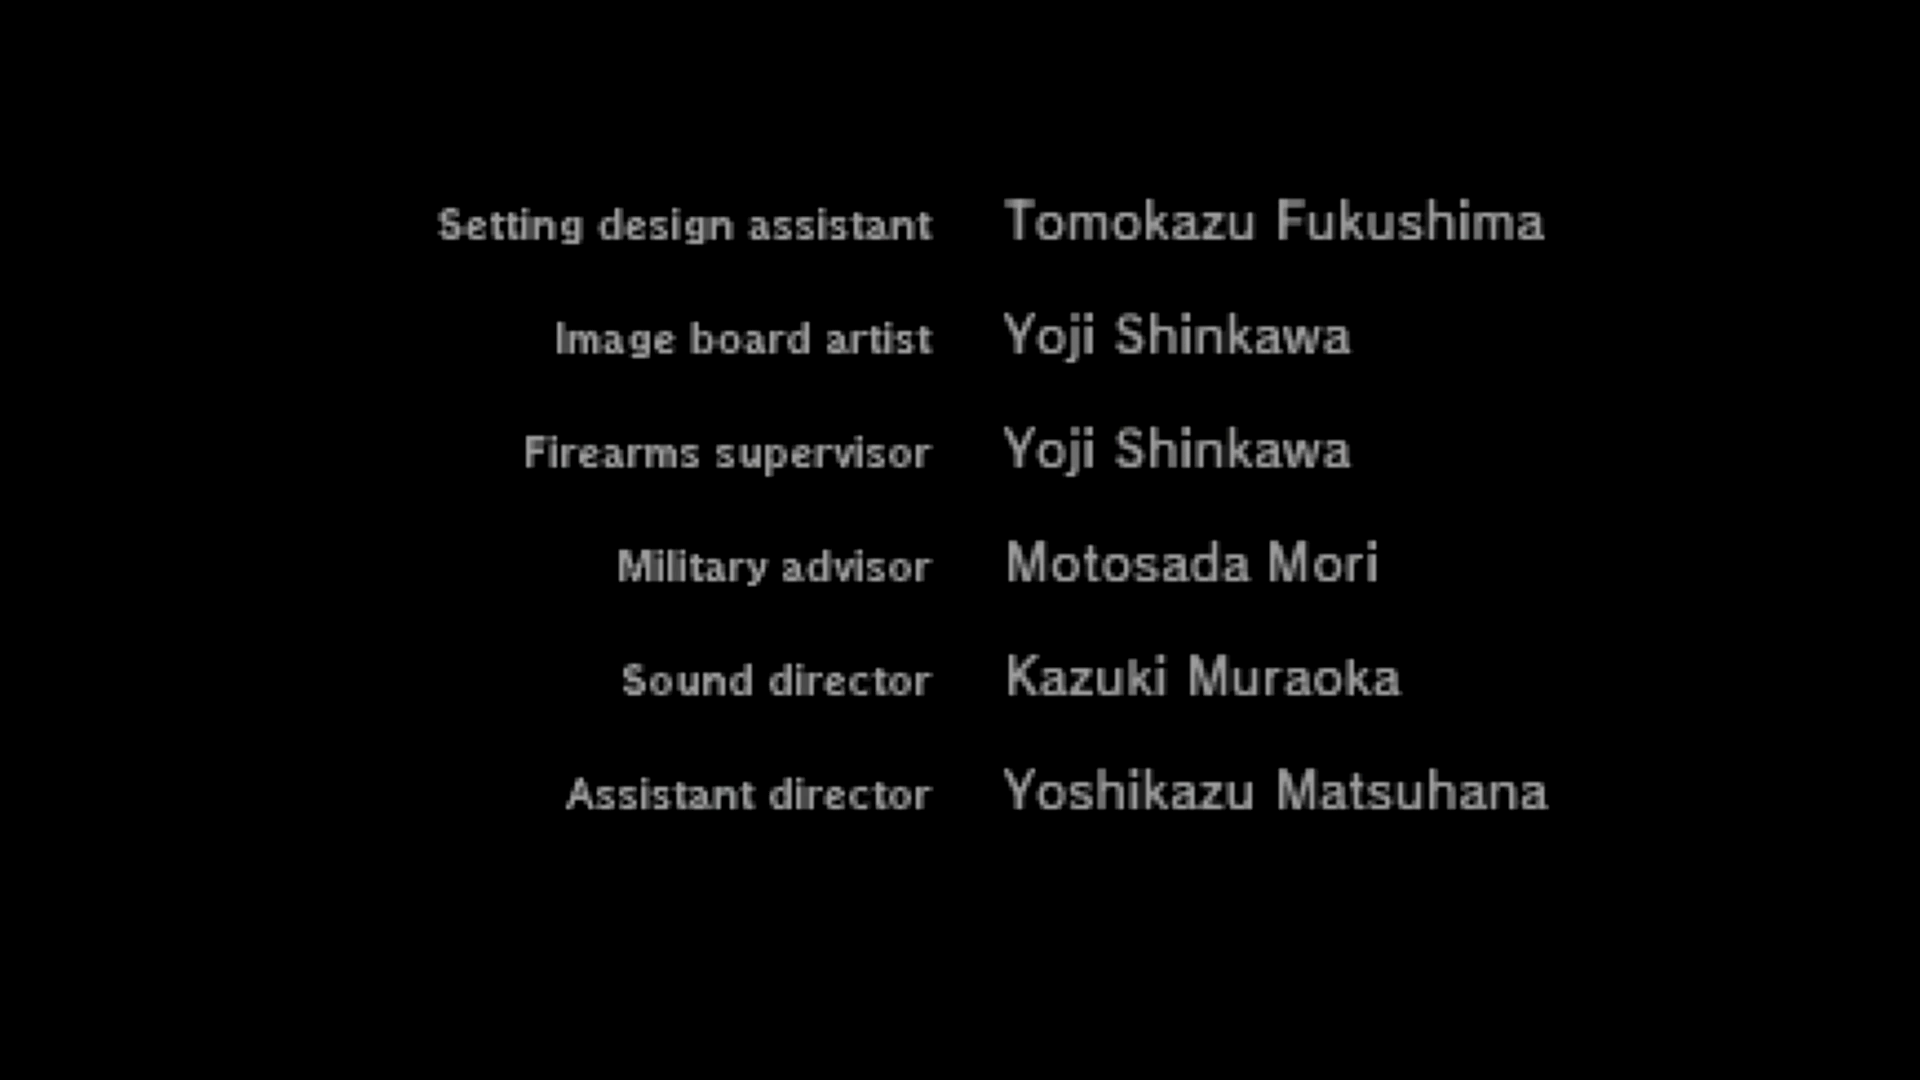 Setting design assistant Tomokazu Fukushima
Image board artist Yoji Shinkawa
Firearms supervisor Yoji Shinkawa
Military advisor Motosada Mori
Sound director Kazuki Muraoka
Assistant director Yoshikazu Matsuhana